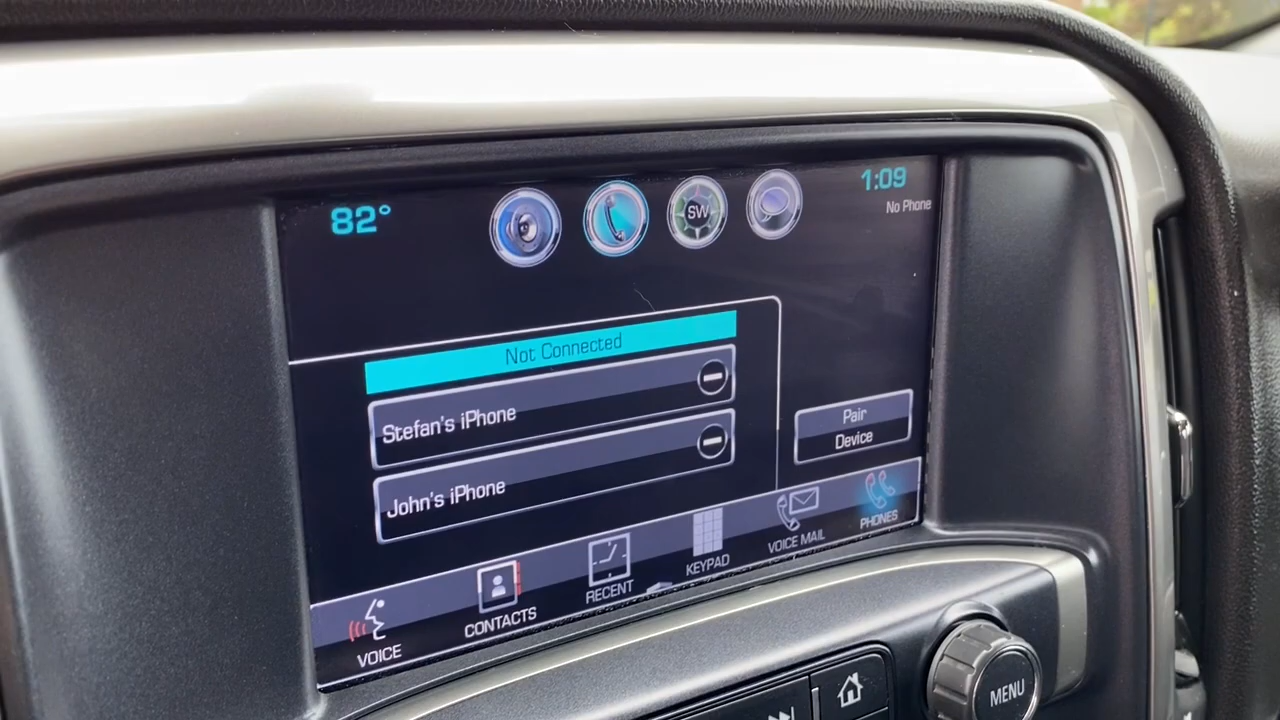 82°
SW
1:09
No Phone
Not Connected
Stefan's iPhone
John's iPhone
Pair
Device
VOICE
CONTACTS
RECENT
KEYPAD
VOICE MAIL
PHONES
MENU